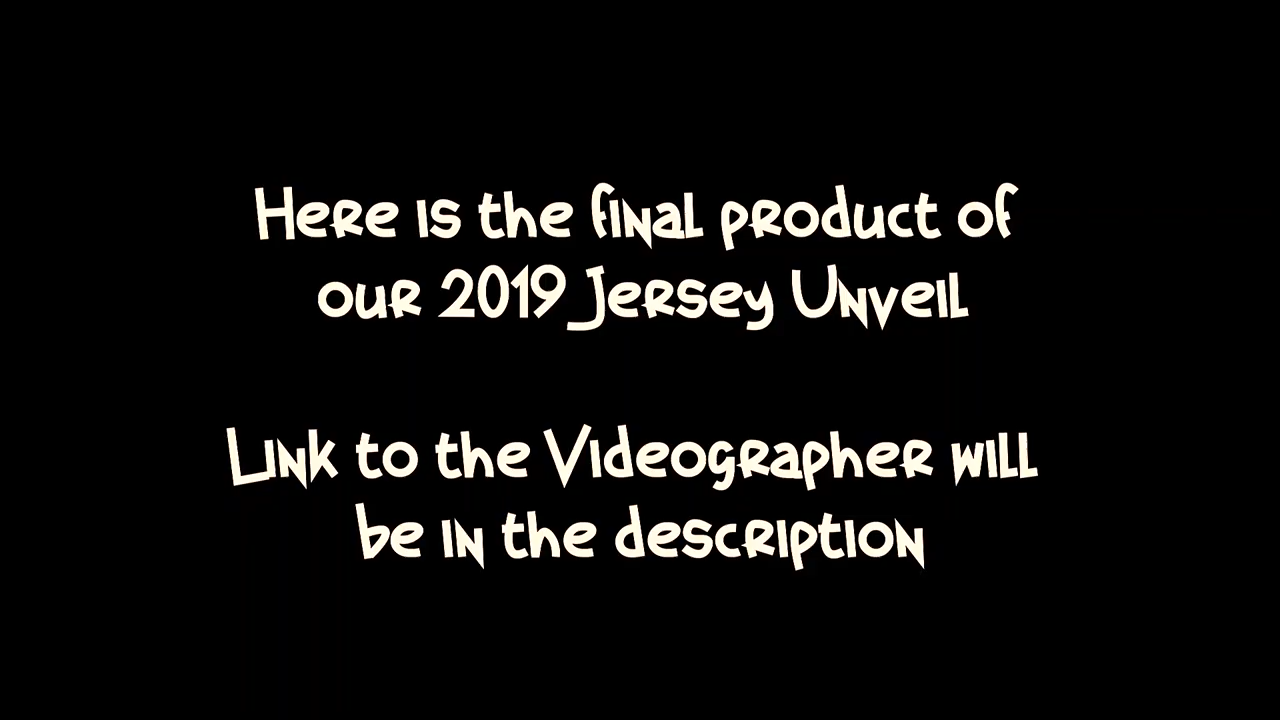 Here is the final product of
our 2019 Jersey Unveil
Link to the Videographer will
be in the description